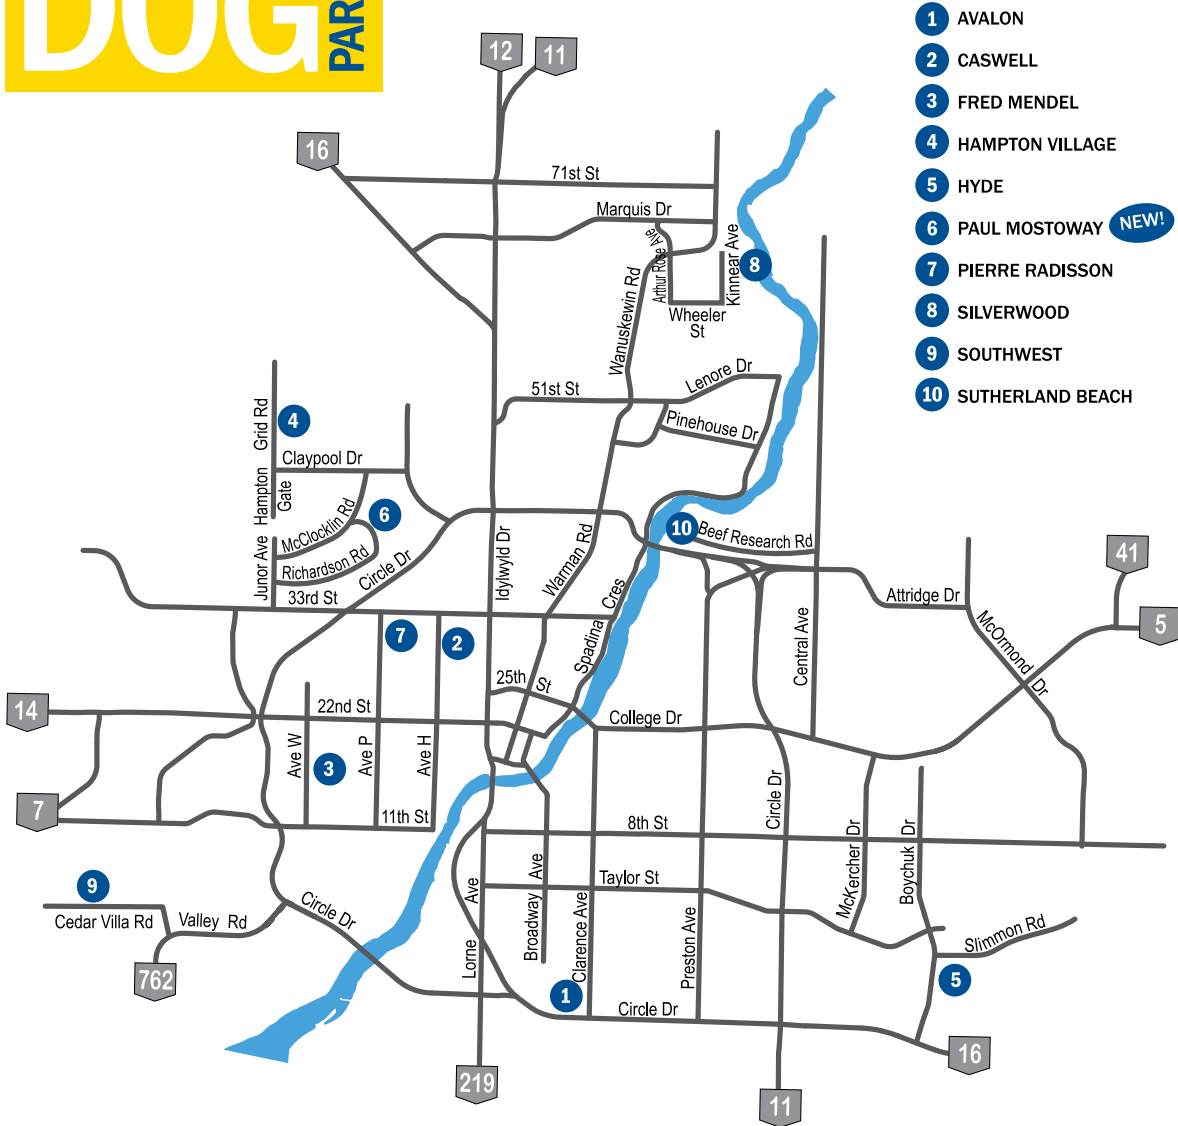 DOG
PAR
1 AVALON
2 CASWELL
3 FRED MENDEL
4 HAMPTON VILLAGE
5 HYDE
6 PAUL MOSTOWAY NEW!
7 PIERRE RADISSON
8 SILVERWOOD
9 SOUTHWEST
10 SUTHERLAND BEACH
12
11
16
71st St
Marquis Dr
Arthur Rose Ave
Kinnear Ave
8
Wheeler
St
Wanuskewin Rd
51st St
Lenore Dr
Pinehouse Dr
Grid Rd
4
Claypool Dr
Hampton
Gate
McClocklin Rd
6
Junor Ave
Richardson Rd
Circle Dr
33rd St
Idylwyld Dr
Warman Rd
10
Beef Research Rd
41
5
Attridge Dr
McOrmond Dr
Central Ave
Spadina Cres
7
2
25th St
14
22nd St
College Dr
Ave W
3
Ave P
Ave H
7
11th St
8th St
Circle Dr
McKercher Dr
Boychuk Dr
9
Cedar Villa Rd
Valley Rd
762
Circle Dr
Taylor St
Lorne Ave
Broadway Ave
Clarence Ave
Preston Ave
Slimmon Rd
5
1
Circle Dr
16
219
11